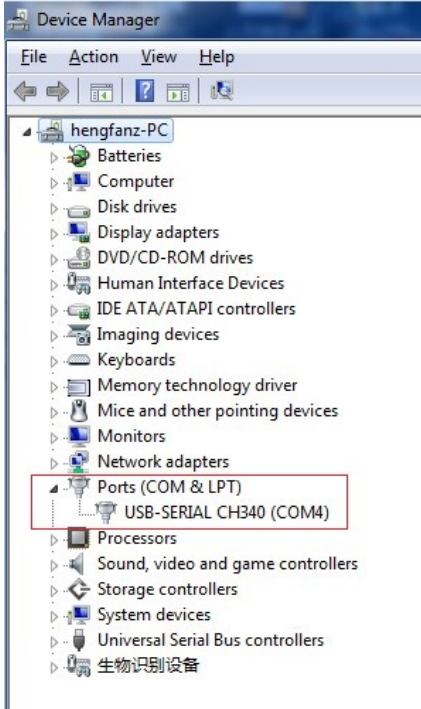 Device Manager
File Action View Help
hengfanz-PC
Batteries
Computer
Disk drives
Display adapters
DVD/CD-ROM drives
Human Interface Devices
IDE ATA/ATAPI controllers
Imaging devices
Keyboards
Memory technology driver
Mice and other pointing devices
Monitors
Network adapters
Ports (COM & LPT)
USB-SERIAL CH340 (COM4)
Processors
Sound, video and game controllers
Storage controllers
System devices
Universal Serial Bus controllers
生物识别设备